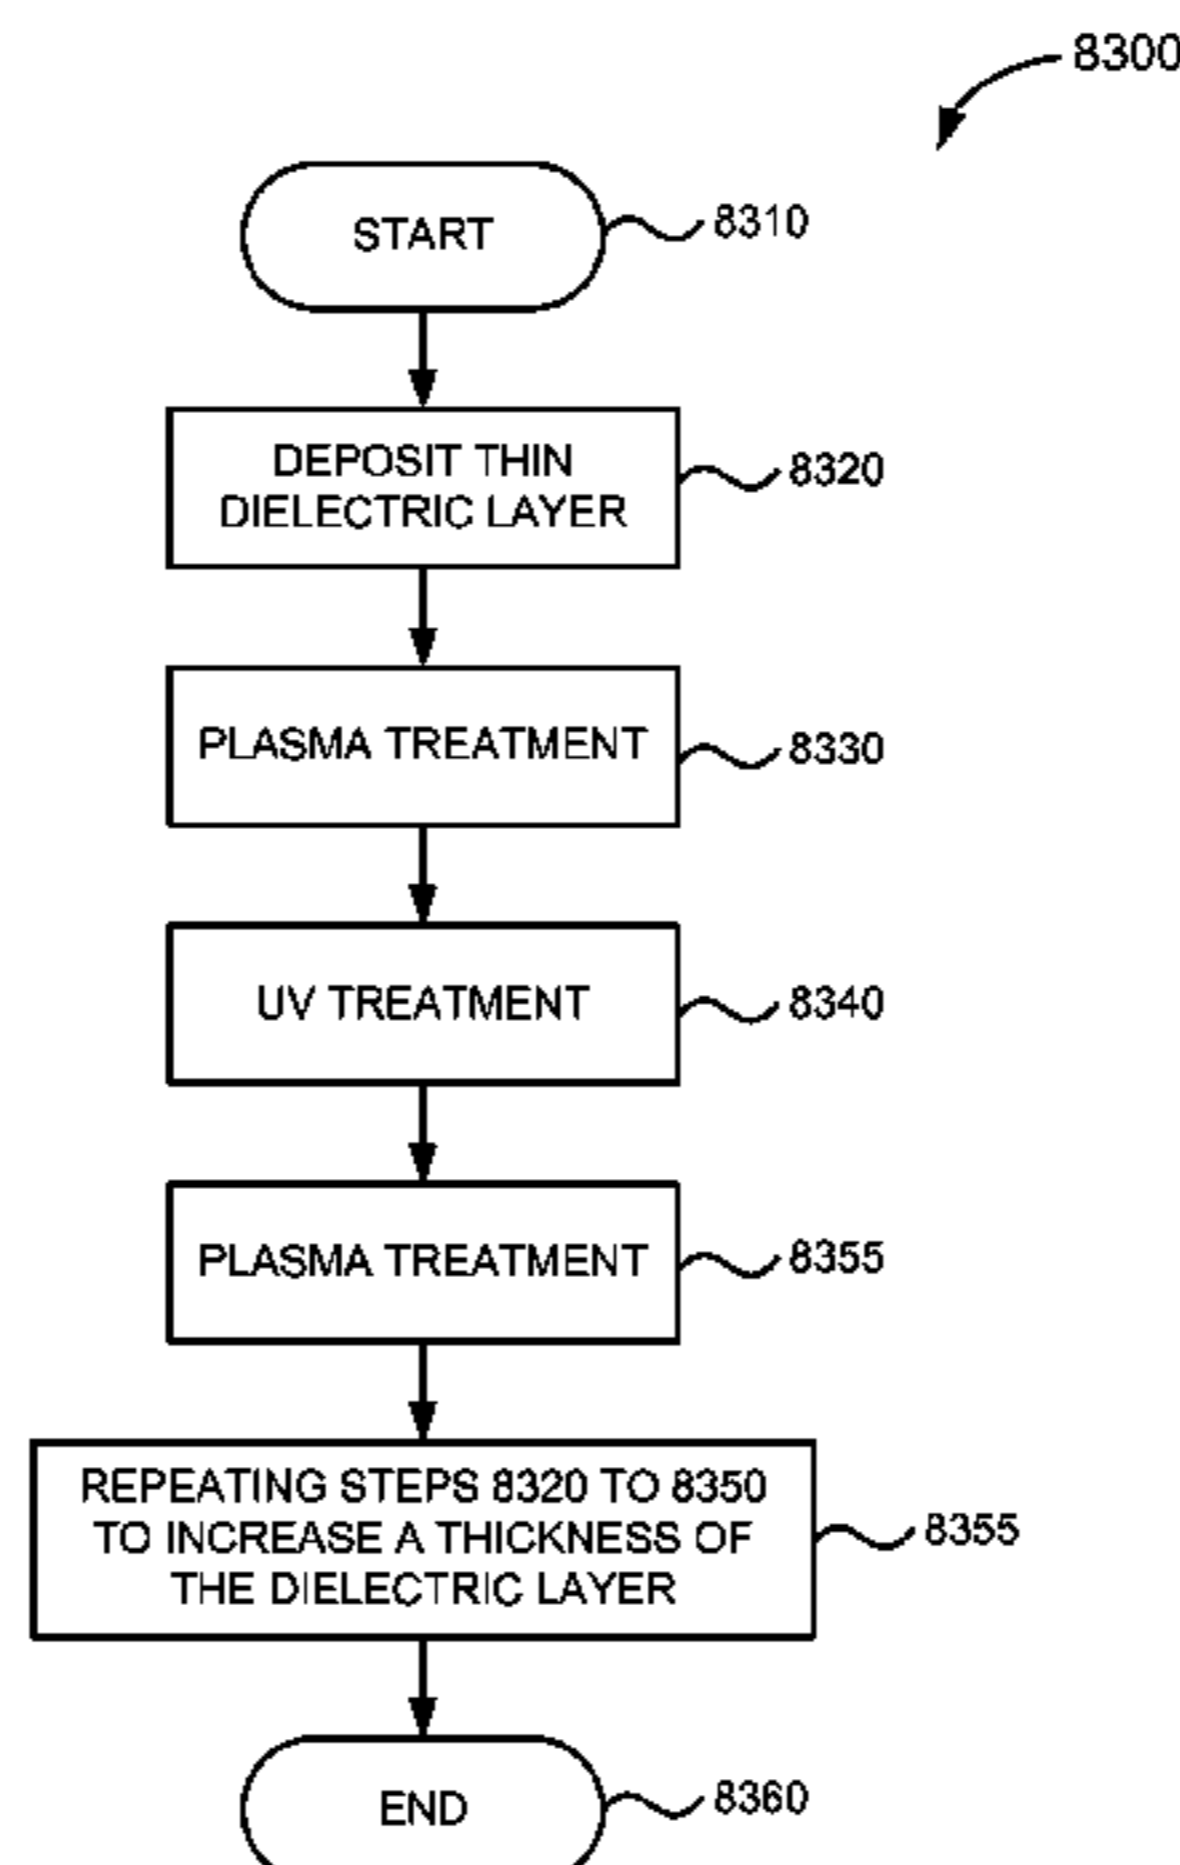 8300
START
8310
DEPOSIT THIN
DIELECTRIC LAYER
8320
PLASMA TREATMENT
8330
UV TREATMENT
8340
PLASMA TREATMENT
8355
REPEATING STEPS 8320 TO 8350
TO INCREASE A THICKNESS OF
THE DIELECTRIC LAYER
8355
END
8360